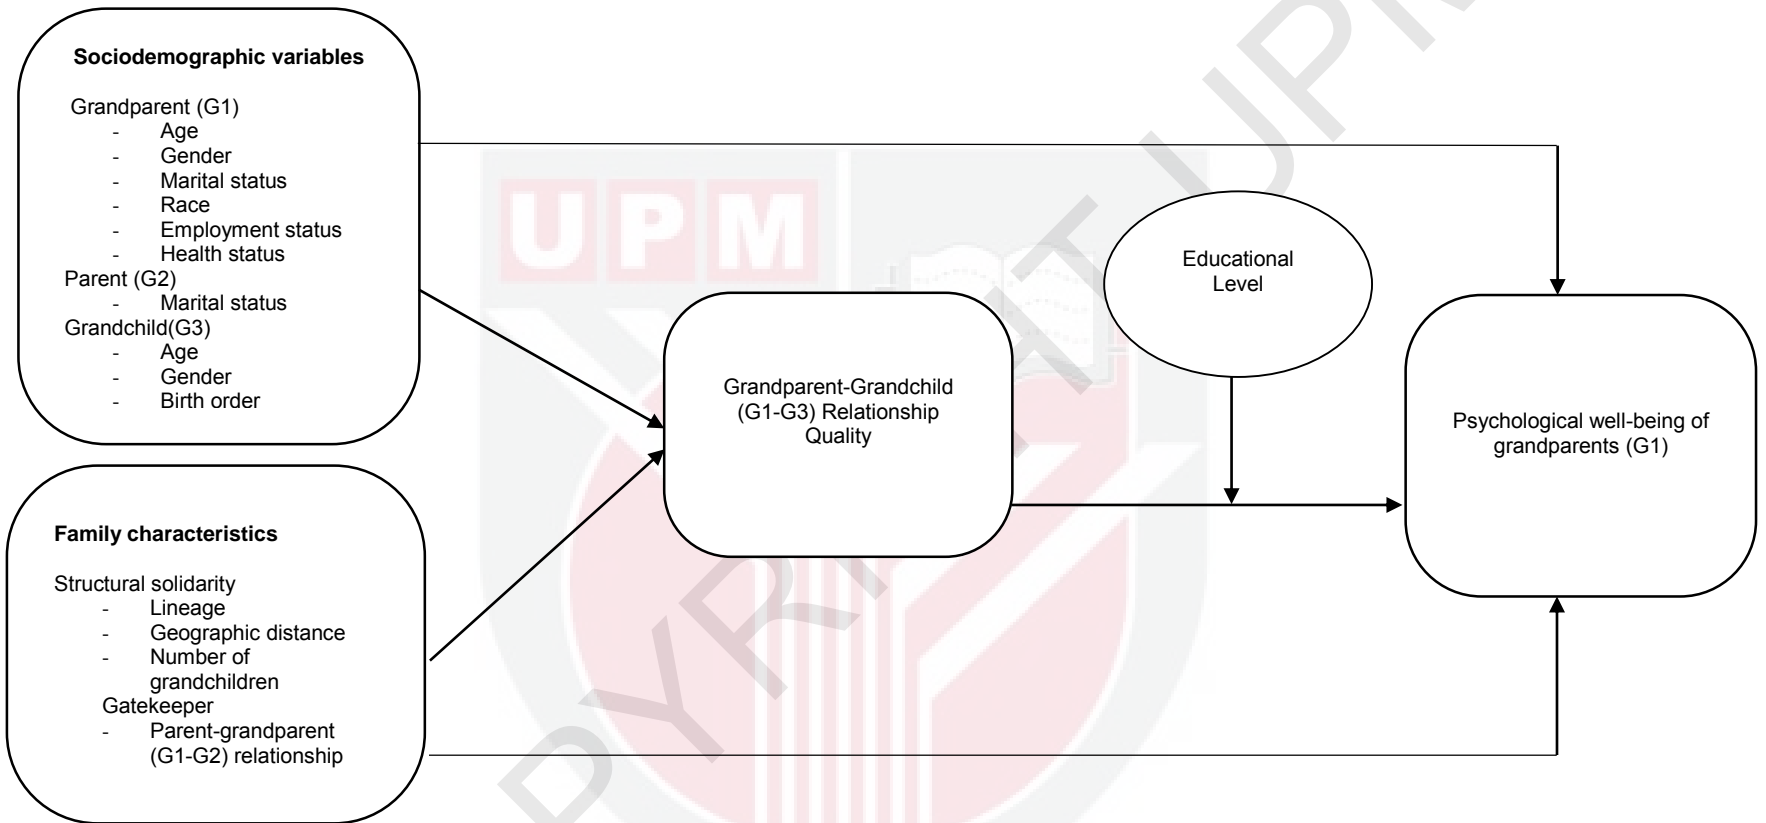 Sociodemographic variables
Grandparent (G1)
- Age
- Gender
- Marital status
- Race
- Employment status
- Health status
Parent (G2)
- Marital status
Grandchild(G3)
- Age
- Gender
- Birth order
Family characteristics
Structural solidarity
- Lineage
- Geographic distance
- Number of
grandchildren
Gatekeeper
- Parent-grandparent
(G1-G2) relationship
UPM
Grandparent-Grandchild
(G1-G3) Relationship
Quality
Educational
Level
Psychological well-being of
grandparents (G1)
PYRI T UPM